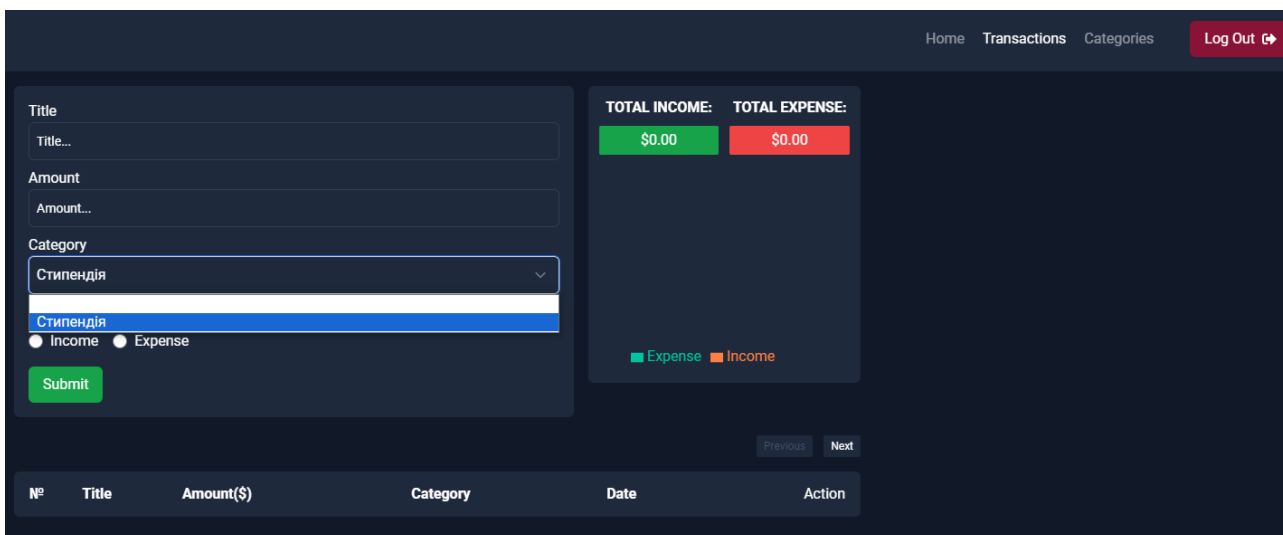 Home Transactions Categories Log Out
Title
Title...
Amount
Amount...
Category
Стипендія
Стипендія
Income Expense
Submit
TOTAL INCOME: TOTAL EXPENSE:
$0.00 $0.00
Expense Income
Previous Next
№ Title Amount($) Category Date Action